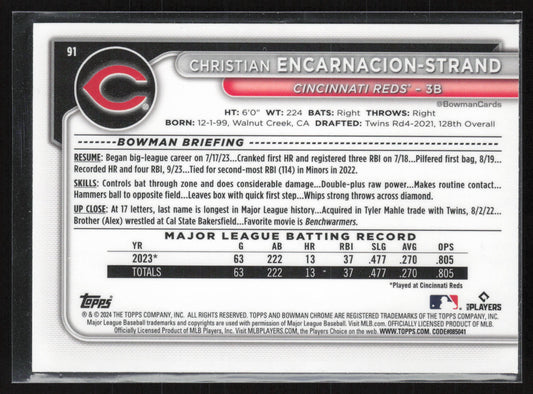 91
CHRISTIAN ENCARNACION-STRAND
CINCINNATI REDS® - 3B
@BowmanCards
HT: 6'0" WT: 224 BATS: Right THROWS: Right
BORN: 12-1-99, Walnut Creek, CA DRAFTED: Twins Rd4-2021, 128th Overall
BOWMAN BRIEFING
RESUME: Began big-league career on 7/17/23...Cranked first HR and registered three RBI on 7/18...Pilfered first bag, 8/19...
Recorded HR and four RBI, 9/23...Tied for second-most RBI (114) in Minors in 2022.
SKILLS: Controls bat through zone and does considerable damage...Double-plus raw power...Makes routine contact...
Hammers ball to opposite field...Leaves box with quick first step...Whips strong throws across diamond.
UP CLOSE: At 17 letters, last name is longest in Major League history...Acquired in Tyler Mahle trade with Twins, 8/2/22...
Brother (Alex) wrestled at Cal State Bakersfield...Favorite movie is Benchwarmers.
MAJOR LEAGUE BATTING RECORD
YR G AB HR RBI SLG AVG OPS
2023* 63 222 13 37 .477 .270 .805
TOTALS 63 222 13 37 .477 .270 .805
*Played at Cincinnati Reds
Topps
MLB PLAYERS
® & © 2024 THE TOPPS COMPANY, INC. ALL RIGHTS RESERVED. TOPPS AND BOWMAN CHROME ARE REGISTERED TRADEMARKS OF THE TOPPS COMPANY, INC.
Major League Baseball trademarks and copyrights are used with permission of Major League Baseball. Visit MLB.com. OFFICIALLY LICENSED PRODUCT OF MLB.
Officially Licensed Product of MLB Players, Inc. Visit MLBPLAYERS.com, the Players Choice on the web. WWW.TOPPS.COM. CODE#085041